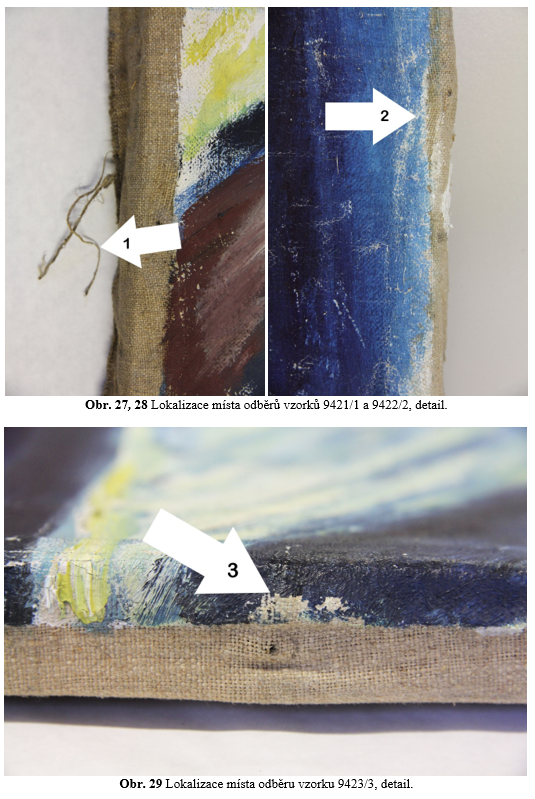 1
2
Obr. 27, 28 Lokalizace místa odběrů vzorků 9421/1 a 9422/2, detail.
3
Obr. 29 Lokalizace místa odběru vzorku 9423/3, detail.